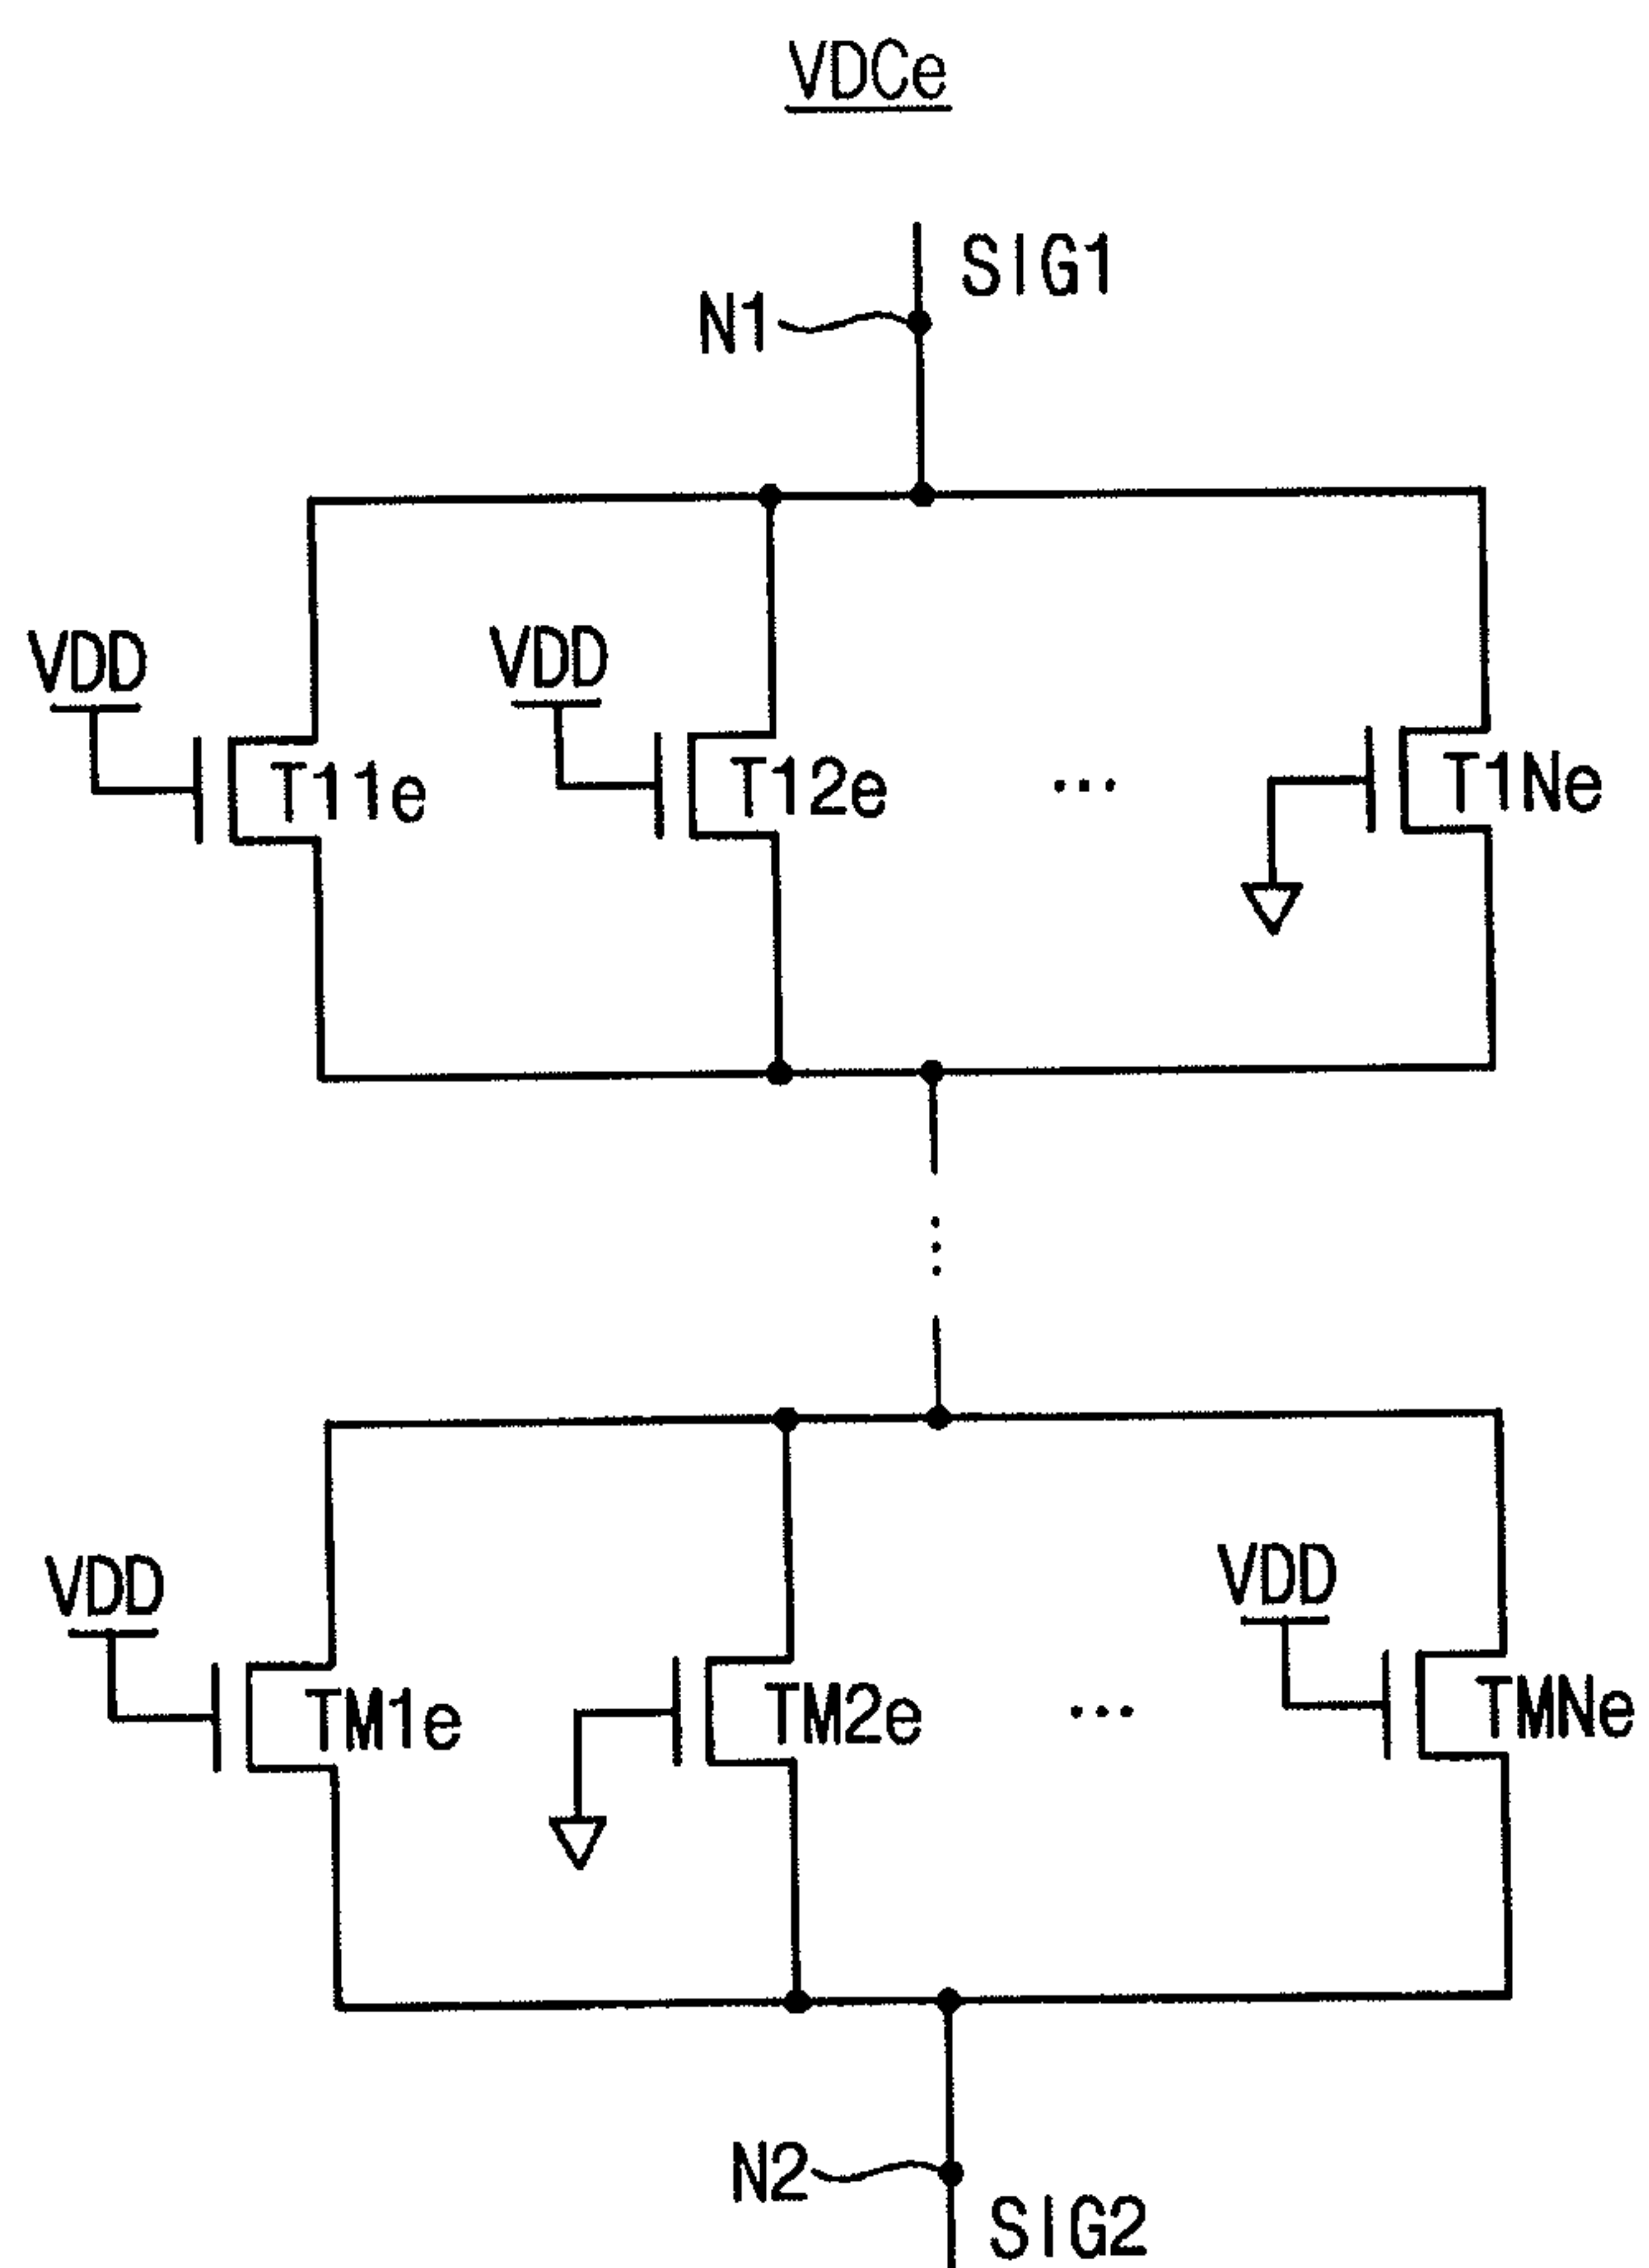 VDCe
SIG1
N1
VDD
VDD
T11e
T12e
...
T1Ne
VDD
VDD
TM1e
TM2e
...
TMNe
N2
SIG2